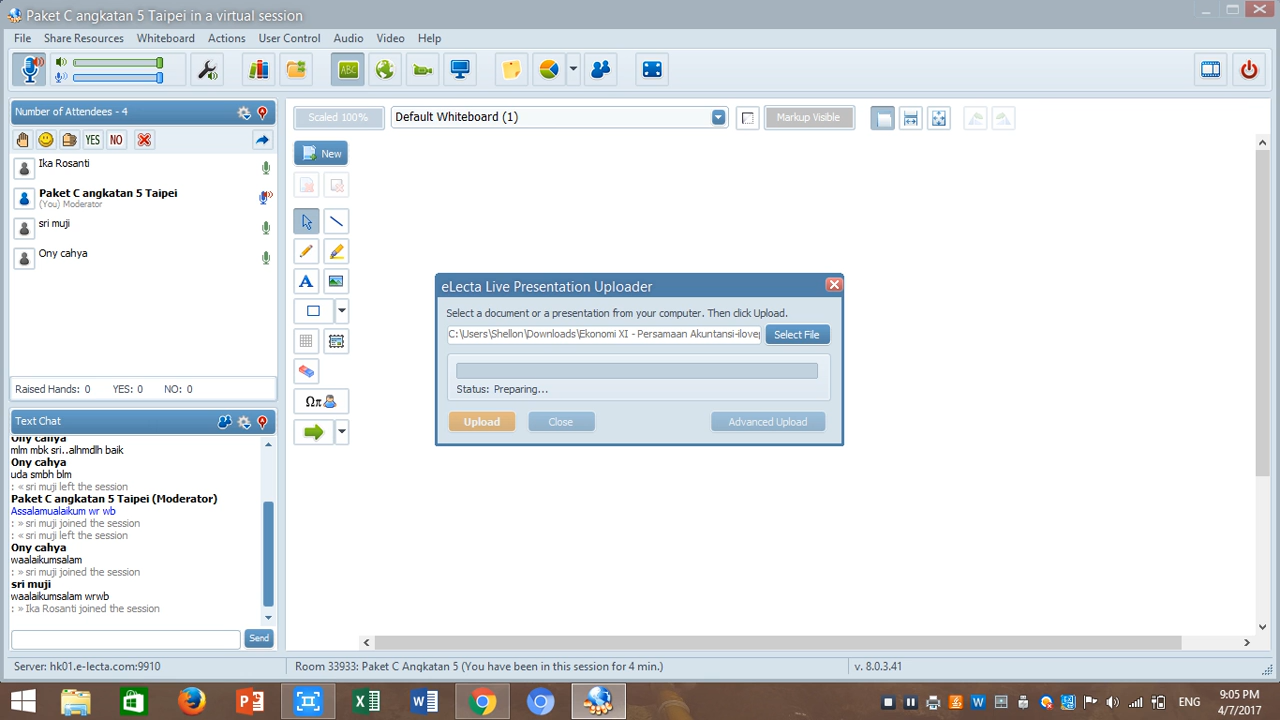 Paket C angkatan 5 Taipei in a virtual session
File Share Resources Whiteboard Actions User Control Audio Video Help
ABC
Number of Attendees - 4
YES NO
Ika Rosanti
Paket C angkatan 5 Taipei
(You) Moderator
sri muji
Ony cahya
Raised Hands: 0 YES: 0 NO: 0
Text Chat
Ony cahya
mlm mbk sri..alhmdlh baik
Ony cahya
uda smbh blm
: « sri muji left the session
Paket C angkatan 5 Taipei (Moderator)
Assalamualaikum wr wb
: » sri muji joined the session
: « sri muji left the session
Ony cahya
waalaikumsalam
: » sri muji joined the session
sri muji
waalaikumsalam wrwb
: » Ika Rosanti joined the session
Send
Scaled 100% Default Whiteboard (1) Markup Visible
New
A
Ωπ
eLecta Live Presentation Uploader
Select a document or a presentation from your computer. Then click Upload.
C:\Users\Shellon\Downloads\Ekonomi XI - Persamaan Akuntansi-ilovep Select File
Status: Preparing...
Upload Close Advanced Upload
Server: hk01.e-lecta.com:9910 Room 33933: Paket C Angkatan 5 (You have been in this session for 4 min.) v. 8.0.3.41
ENG
9:05 PM
4/7/2017